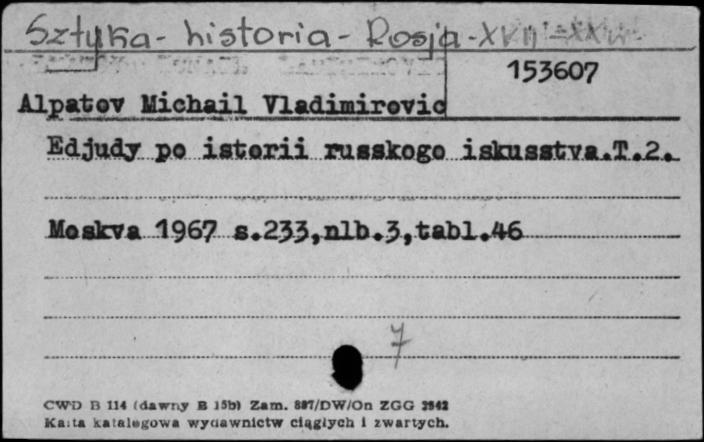 Sztuka - historia - Rosja - XVII - XX w.
153607
Alpatov Michail Vladimirovic
Edjudy po istorii russkogo iskusstva.T.2.
Moskva 1967 s.233,nlb.3,tabl.46
7
CWD B 114 (dawny B 15b) Zam. 887/DW/On ZGG 2542
Karta katalogowa wydawnictw ciągłych i zwartych.